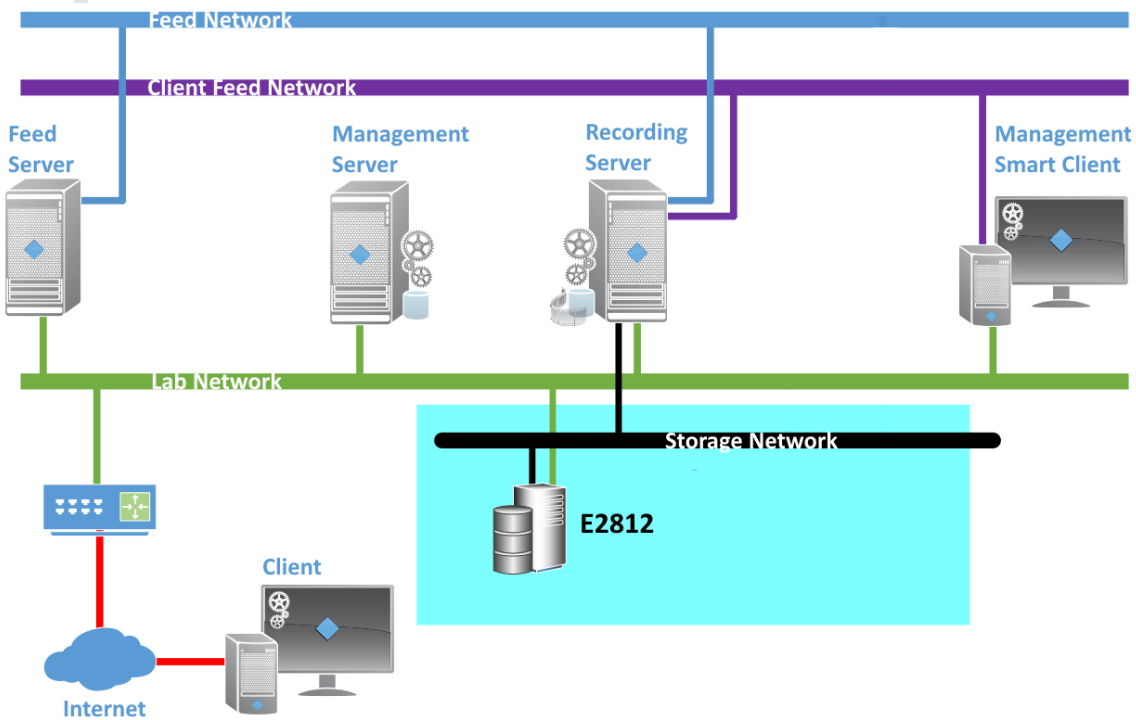 Feed Network
Client Feed Network
Feed
Server
Management
Server
Recording
Server
Management
Smart Client
Lab Network
Storage Network
E2812
Client
Internet